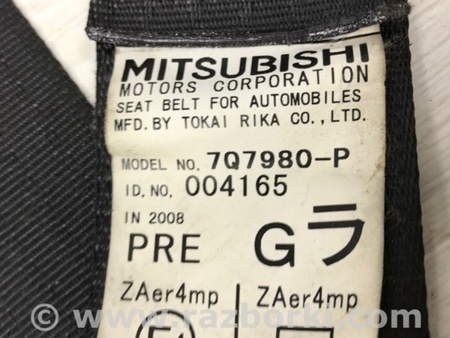 MITSUBISHI
MOTORS CORPORATION
SEAT BELT FOR AUTOMOBILES
MFD. BY TOKAI RIKA CO., LTD.
MODEL NO. 7Q7980-P
ID. NO. 004165
IN 2008
PRE G ラ
ZAer4mp ZAer4mp
© www.razborki.com